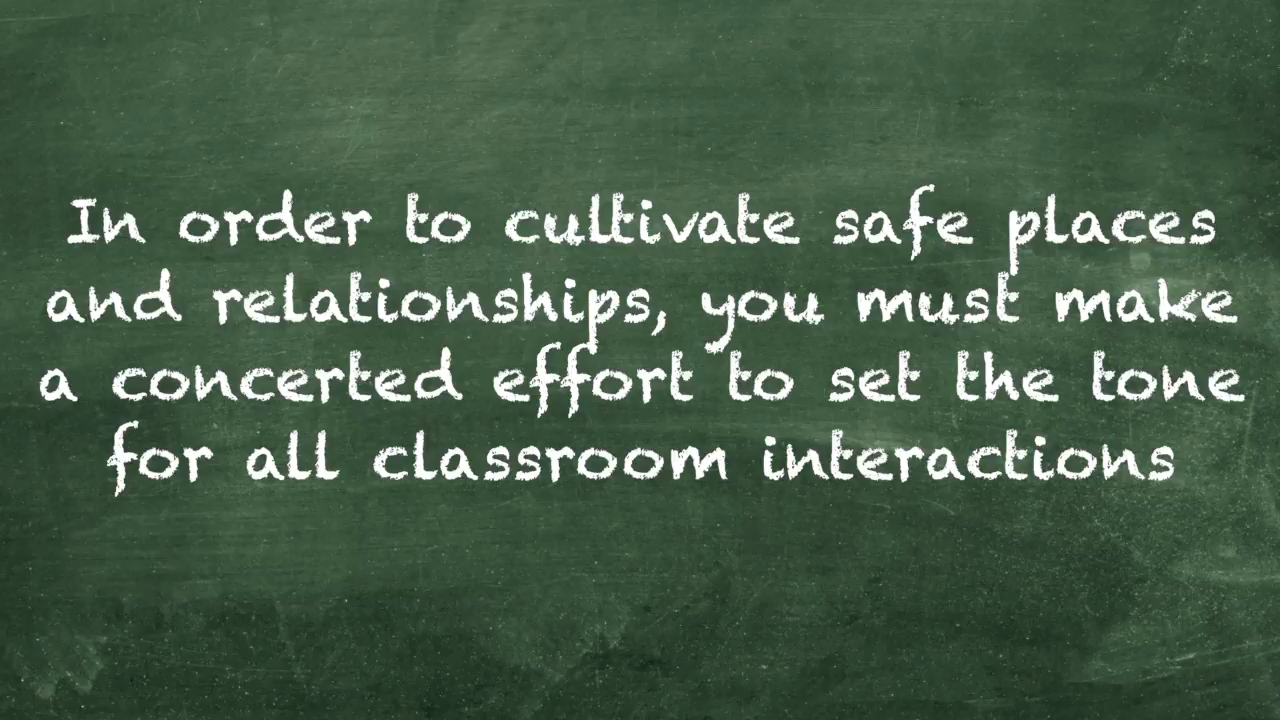 In order to cultivate safe places
and relationships, you must make
a concerted effort to set the tone
for all classroom interactions